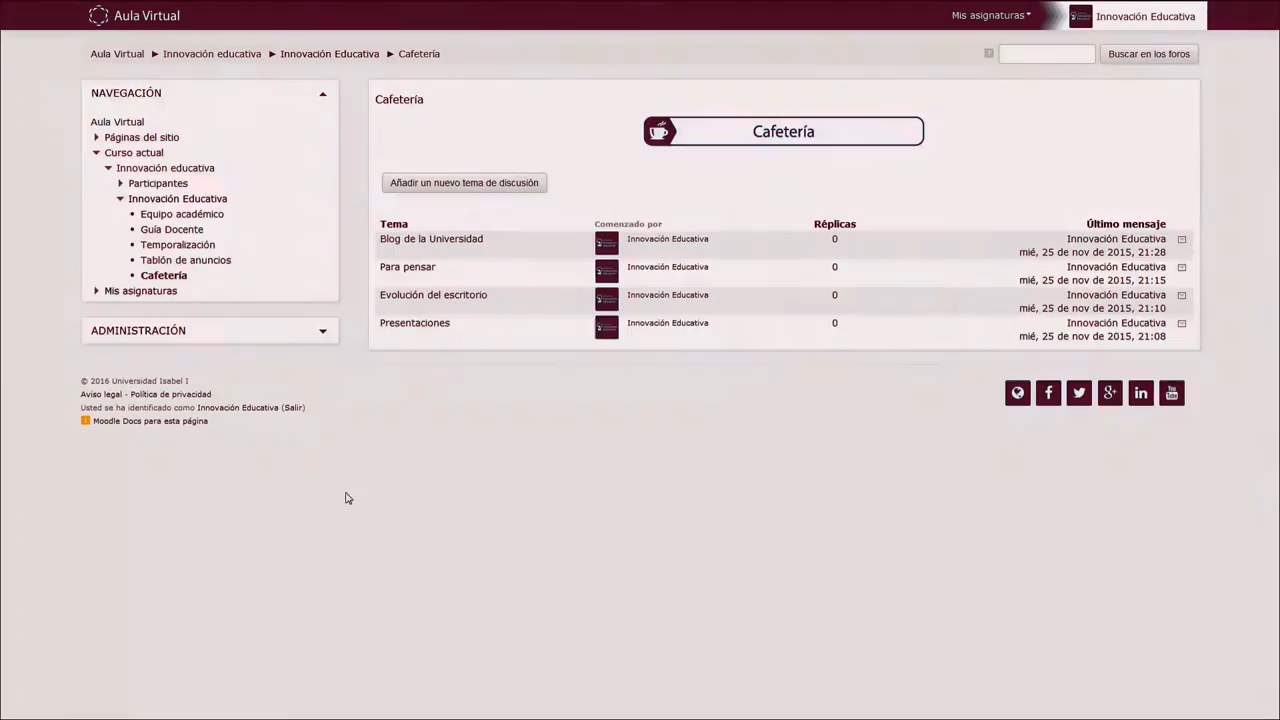 Aula Virtual
Mis asignaturas
Innovación Educativa
Aula Virtual ► Innovación educativa ► Innovación Educativa ► Cafetería
Buscar en los foros
NAVEGACIÓN
Aula Virtual
Páginas del sitio
Curso actual
Innovación educativa
Participantes
Innovación Educativa
Equipo académico
Guía Docente
Temporalización
Tablón de anuncios
Cafetería
Mis asignaturas
ADMINISTRACIÓN
Cafetería
Cafetería
Añadir un nuevo tema de discusión
Tema Comenzado por Réplicas Último mensaje
Blog de la Universidad Innovación Educativa 0 Innovación Educativa
mié, 25 de nov de 2015, 21:28
Para pensar Innovación Educativa 0 Innovación Educativa
mié, 25 de nov de 2015, 21:15
Evolución del escritorio Innovación Educativa 0 Innovación Educativa
mié, 25 de nov de 2015, 21:10
Presentaciones Innovación Educativa 0 Innovación Educativa
mié, 25 de nov de 2015, 21:08
© 2016 Universidad Isabel I
Aviso legal - Política de privacidad
Usted se ha identificado como Innovación Educativa (Salir)
Moodle Docs para esta página
You Tube